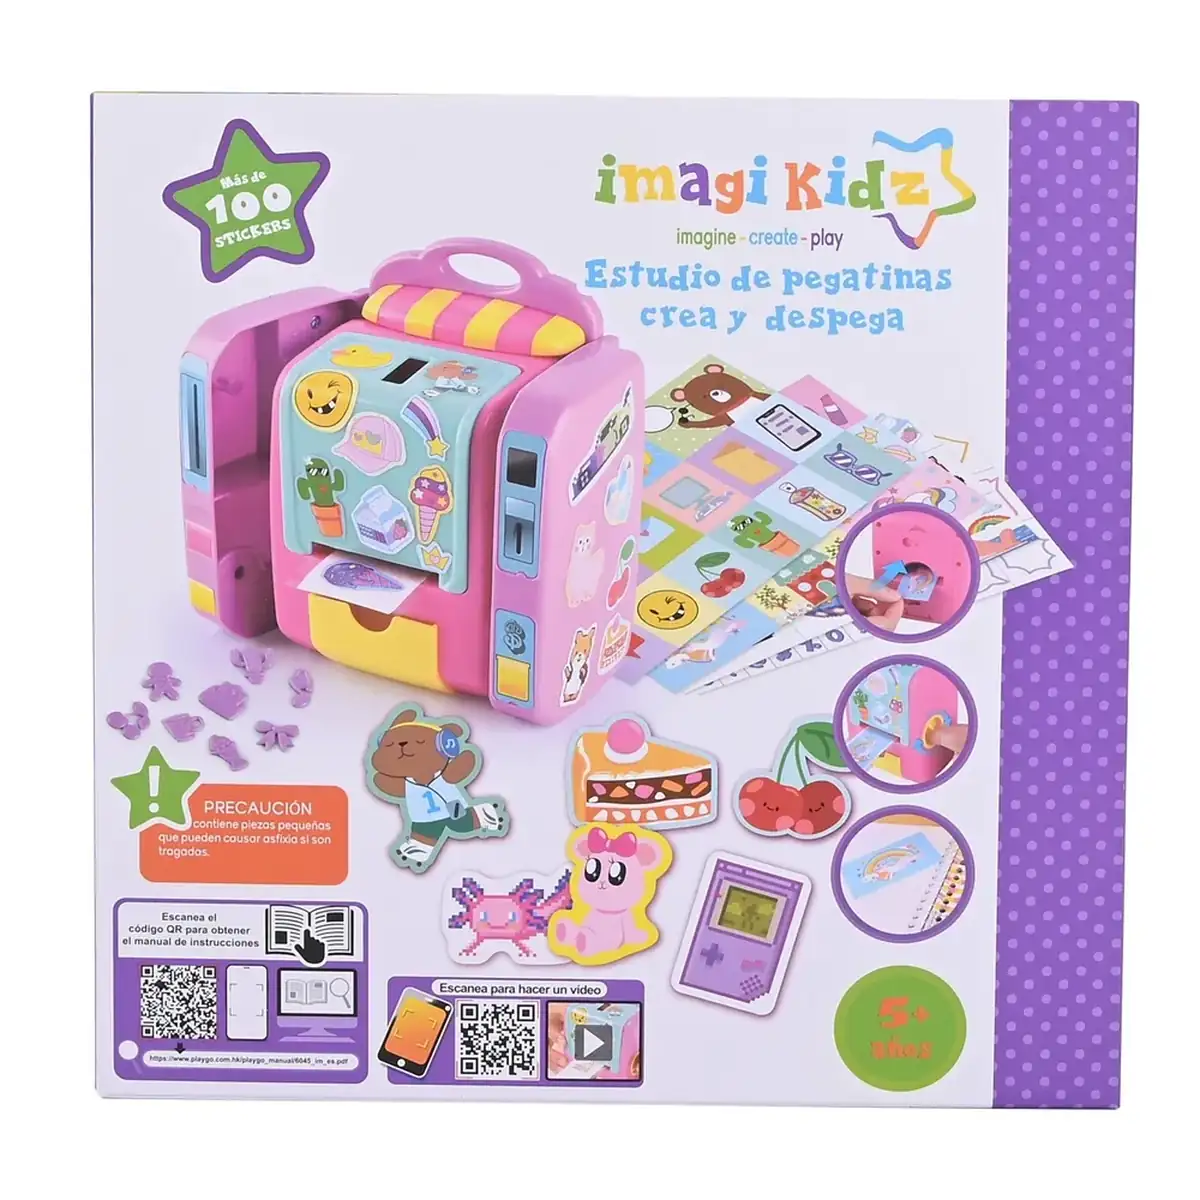 Más de
100
STICKERS
imagi Kidz
imagine - create - play
Estudio de pegatinas
crea y despega
!
PRECAUCIÓN
contiene piezas pequeñas
que pueden causar asfixia si son
tragadas.
Escanea el
código QR para obtener
el manual de instrucciones
https://www.playgo.com.hk/playgo_manual/6645_im_es.pdf
Escanea para hacer un video
1
5+
años